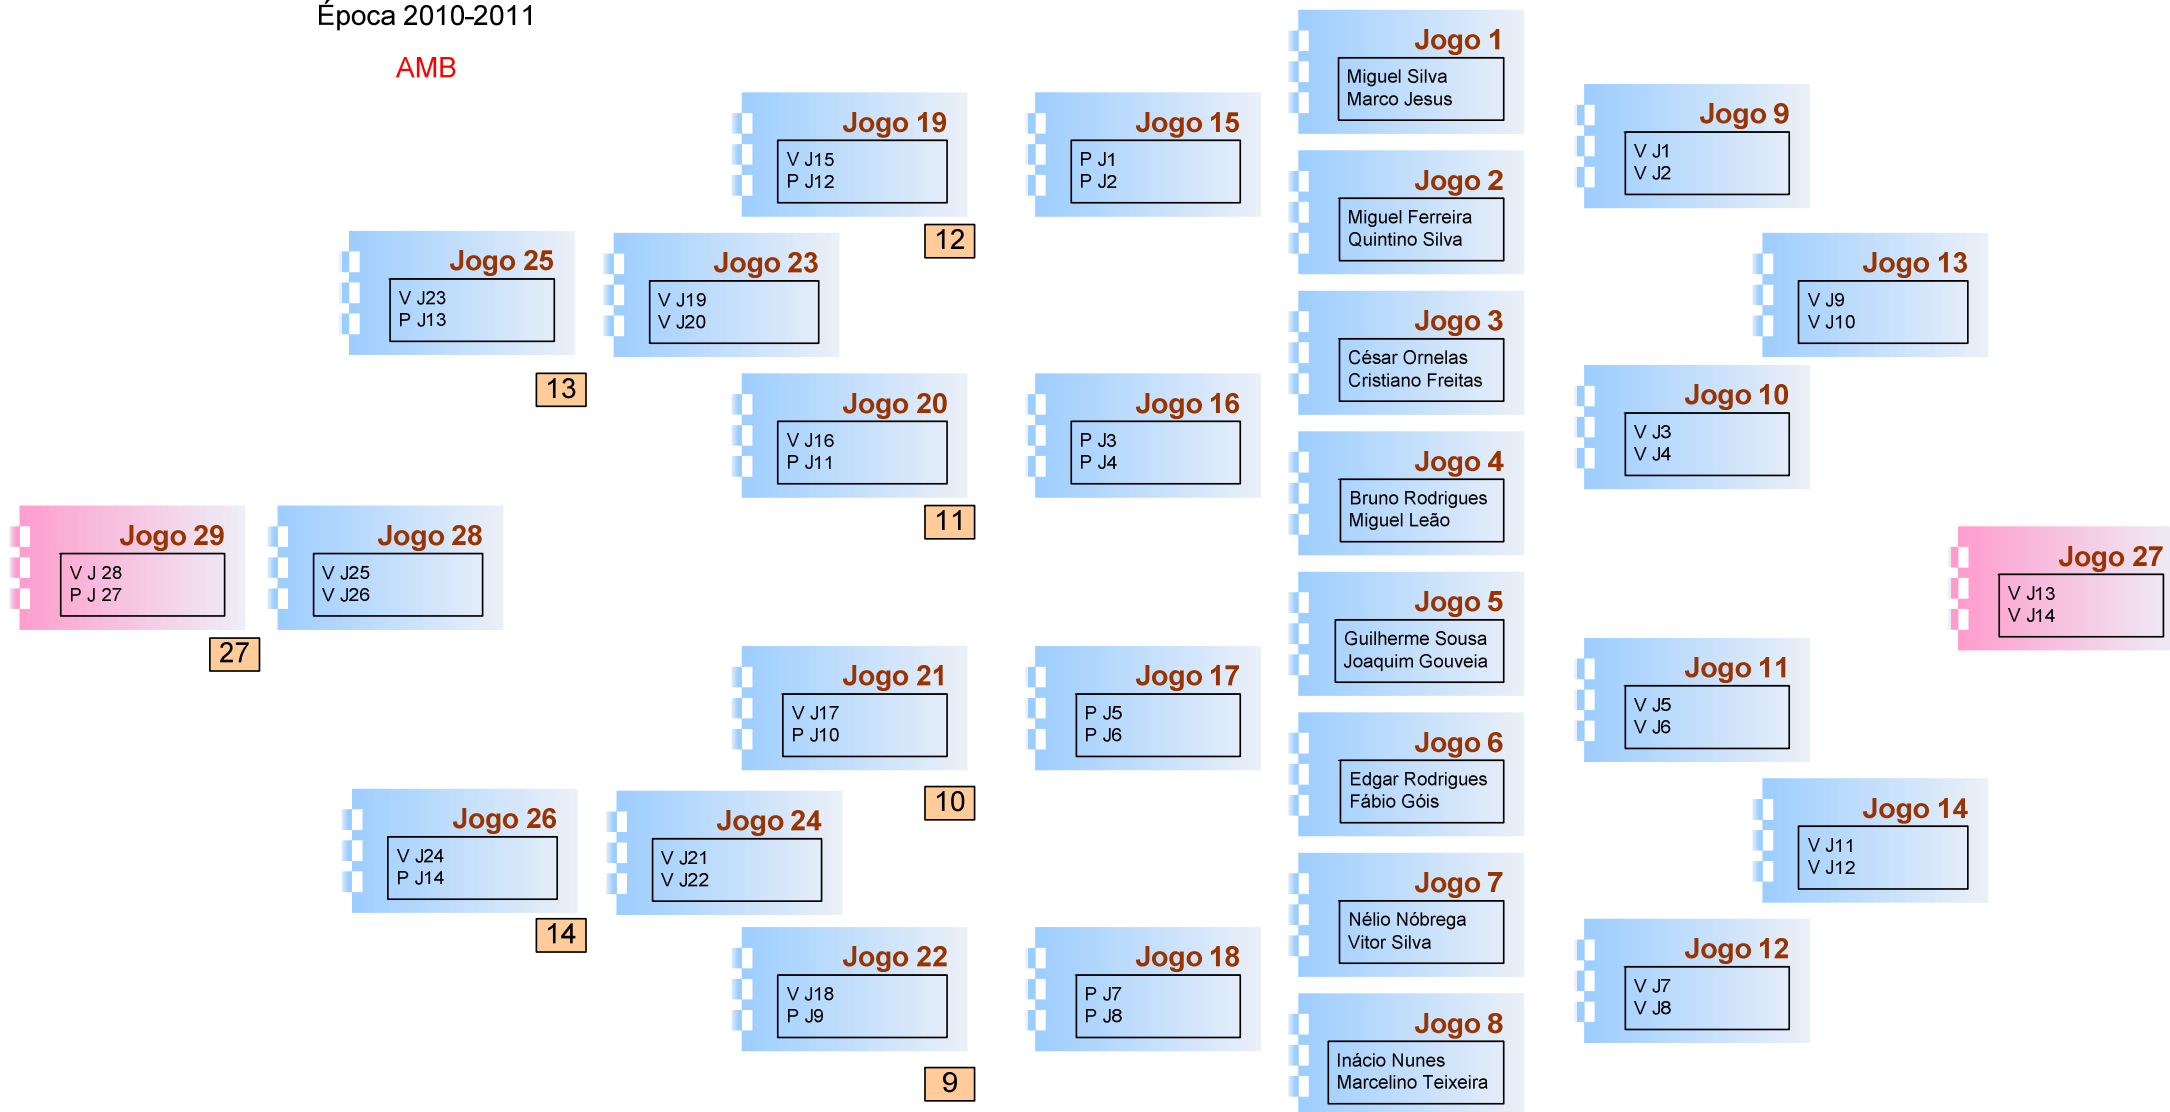 Época 2010-2011
AMB
Jogo 1
Miguel Silva
Marco Jesus
Jogo 9
V J1
V J2
Jogo 19
V J15
P J12
12
Jogo 15
P J1
P J2
Jogo 2
Miguel Ferreira
Quintino Silva
Jogo 25
V J23
P J13
13
Jogo 23
V J19
V J20
Jogo 13
V J9
V J10
Jogo 3
César Ornelas
Cristiano Freitas
Jogo 20
V J16
P J11
11
Jogo 16
P J3
P J4
Jogo 10
V J3
V J4
Jogo 4
Bruno Rodrigues
Miguel Leão
Jogo 29
V J 28
P J 27
27
Jogo 28
V J25
V J26
Jogo 27
V J13
V J14
Jogo 5
Guilherme Sousa
Joaquim Gouveia
Jogo 21
V J17
P J10
10
Jogo 17
P J5
P J6
Jogo 11
V J5
V J6
Jogo 6
Edgar Rodrigues
Fábio Góis
Jogo 26
V J24
P J14
14
Jogo 24
V J21
V J22
Jogo 14
V J11
V J12
Jogo 7
Nélio Nóbrega
Vitor Silva
Jogo 22
V J18
P J9
9
Jogo 18
P J7
P J8
Jogo 12
V J7
V J8
Jogo 8
Inácio Nunes
Marcelino Teixeira